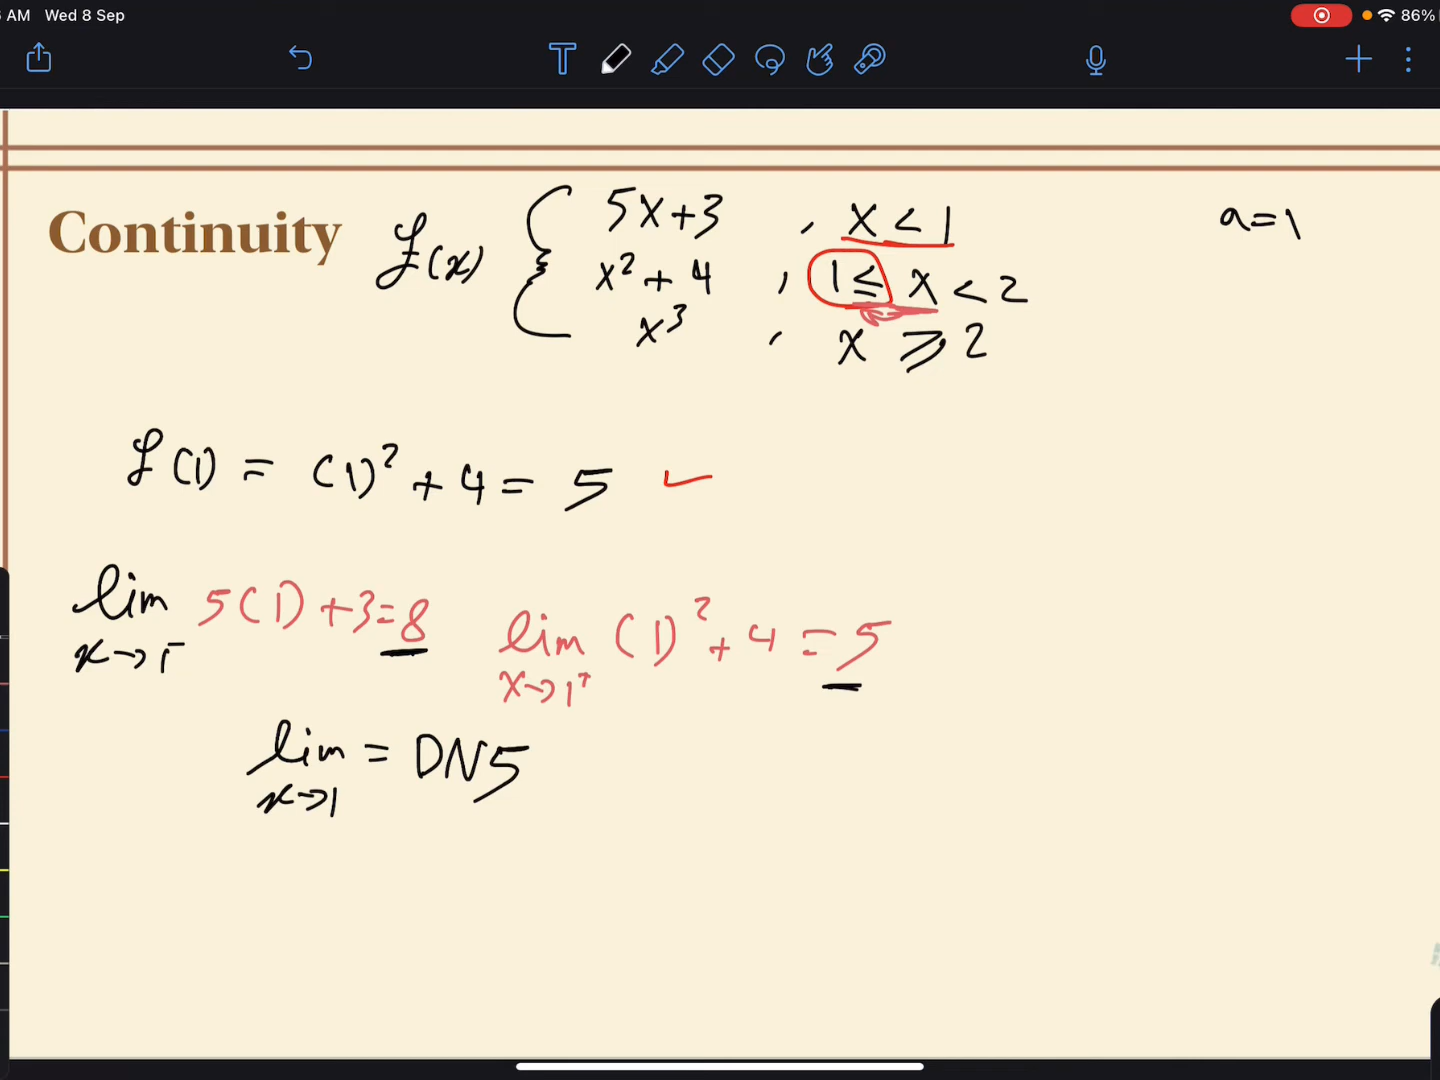 AM Wed 8 Sep 86%
Continuity f(x) { 5x+3 , x < 1 a=1
x² + 4 , 1 ≤ x < 2
x³ , x ⩾ 2
f(1) = (1)² + 4 = 5 ✓
lim x→1⁻ 5(1)+3=8 lim x→1⁺ (1)²+4=5
lim x→1 = DN5